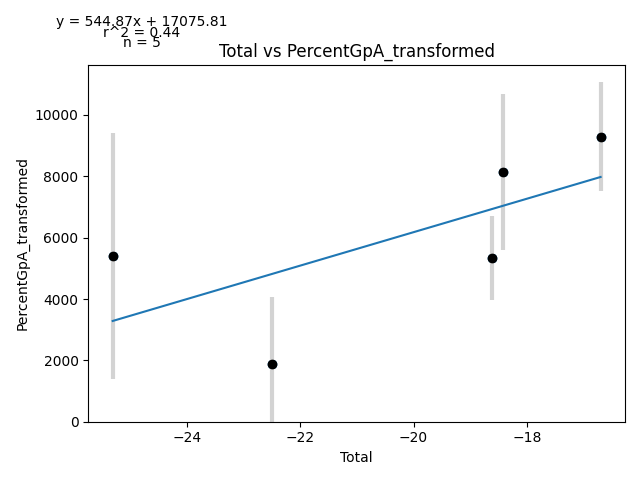 y = 544.87x + 17075.81
r^2 = 0.44
n = 5
Total vs PercentGpA_transformed
PercentGpA_transformed
10000
8000
6000
4000
2000
0
−24
−22
−20
−18
Total